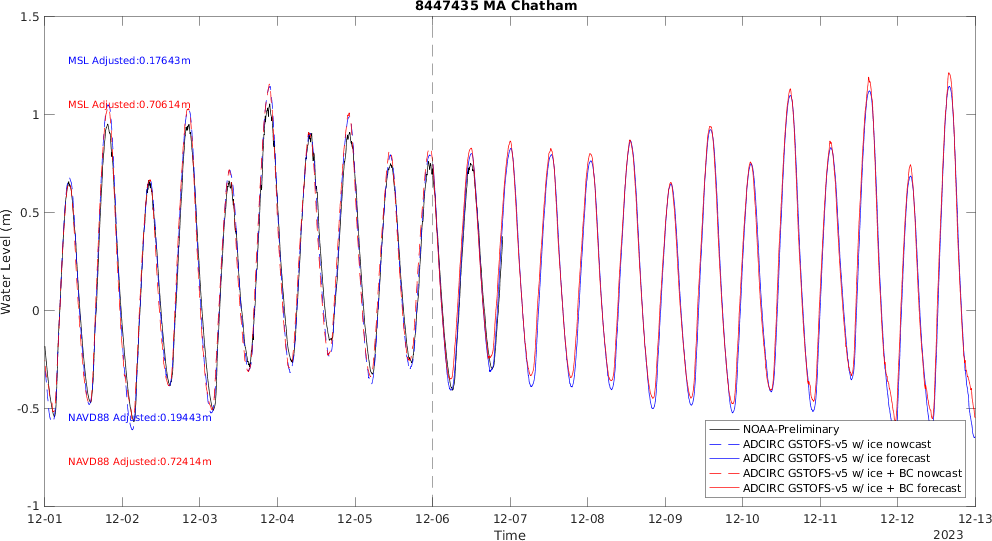 8447435 MA Chatham
1.5
1
0.5
0
-0.5
-1
Water Level (m)
MSL Adjusted:0.17643m
MSL Adjusted:0.70614m
NAVD88 Adjusted:0.19443m
NAVD88 Adjusted:0.72414m
NOAA-Preliminary
ADCIRC GSTOFS-v5 w/ ice nowcast
ADCIRC GSTOFS-v5 w/ ice forecast
ADCIRC GSTOFS-v5 w/ ice + BC nowcast
ADCIRC GSTOFS-v5 w/ ice + BC forecast
12-01 12-02 12-03 12-04 12-05 12-06 12-07 12-08 12-09 12-10 12-11 12-12 12-13
Time
2023